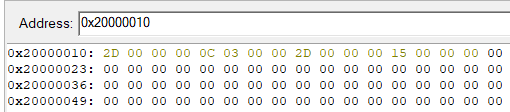 Address: 0x20000010
0x20000010: 2D 00 00 00 0C 03 00 00 2D 00 00 00 15 00 00 00 00 00 00
0x20000023: 00 00 00 00 00 00 00 00 00 00 00 00 00 00 00 00 00 00 00
0x20000036: 00 00 00 00 00 00 00 00 00 00 00 00 00 00 00 00 00 00 00
0x20000049: 00 00 00 00 00 00 00 00 00 00 00 00 00 00 00 00 00 00 00